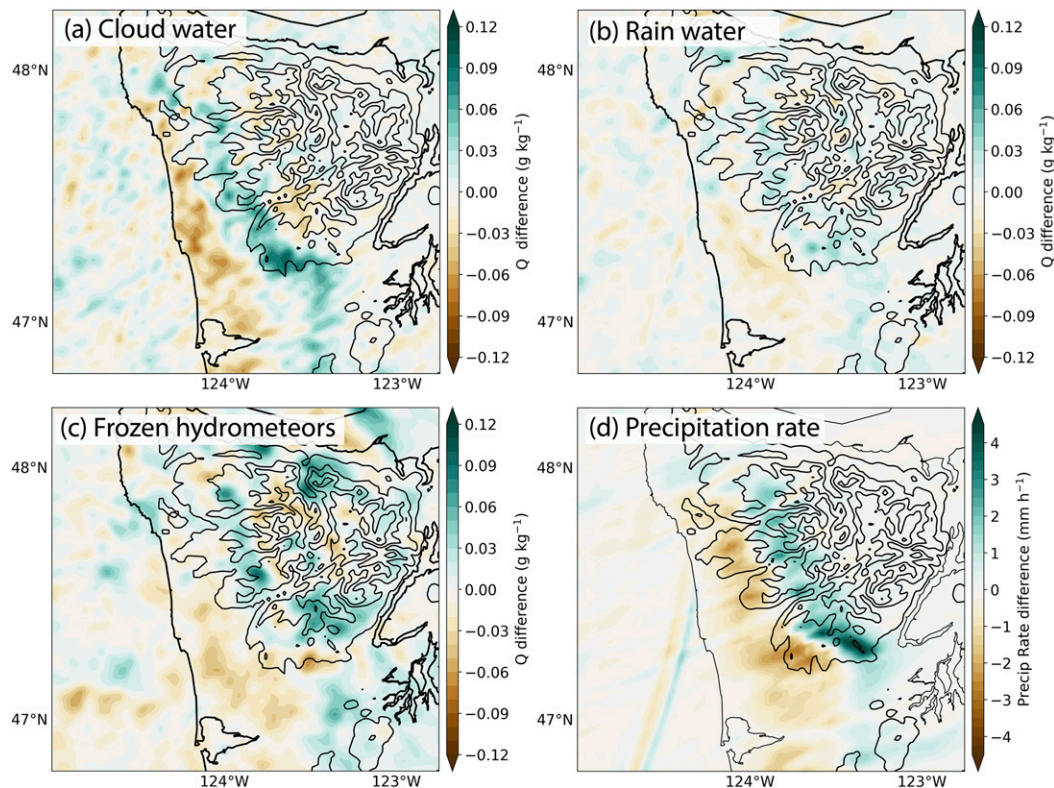 (a) Cloud water
48°N
47°N
124°W
123°W
0.12
0.09
0.06
0.03
0.00
−0.03
−0.06
−0.09
−0.12
Q difference (g kg⁻¹)
(b) Rain water
48°N
47°N
124°W
123°W
0.12
0.09
0.06
0.03
0.00
−0.03
−0.06
−0.09
−0.12
Q difference (g kg⁻¹)
(c) Frozen hydrometeors
48°N
47°N
124°W
123°W
0.12
0.09
0.06
0.03
0.00
−0.03
−0.06
−0.09
−0.12
Q difference (g kg⁻¹)
(d) Precipitation rate
48°N
47°N
124°W
123°W
4
3
2
1
0
−1
−2
−3
−4
Precip Rate difference (mm h⁻¹)